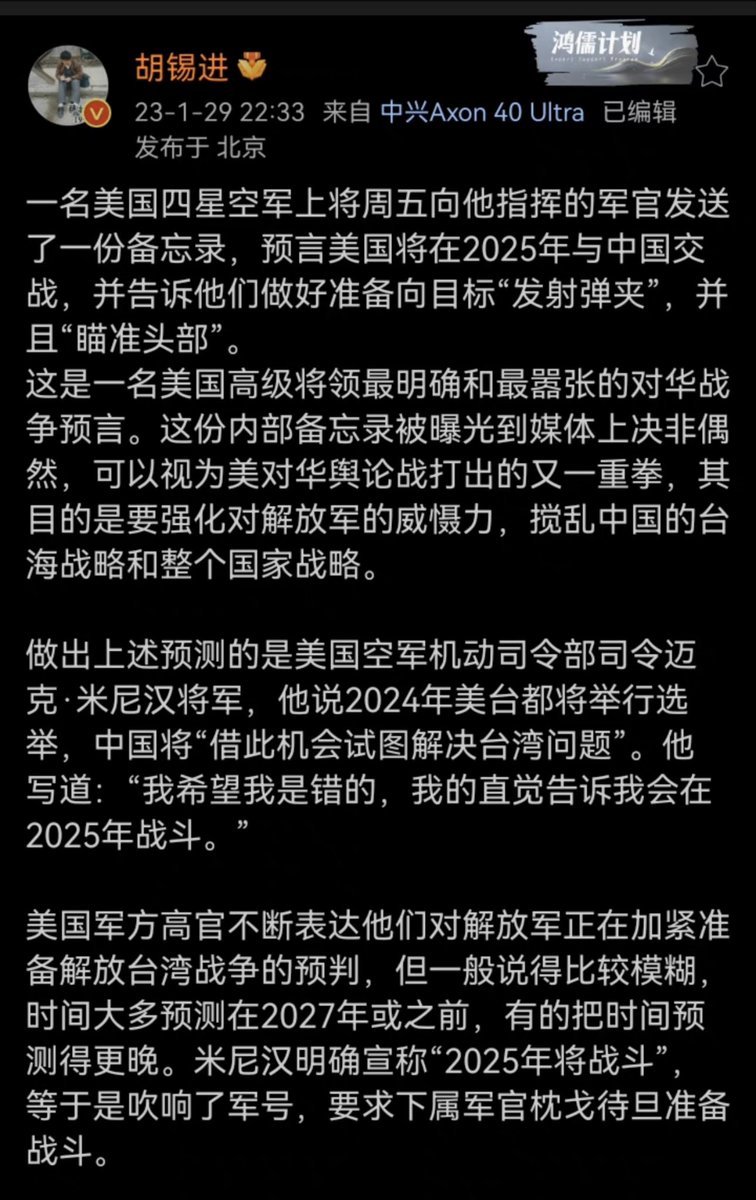 胡锡进
鸿儒计划
Expert Support Program
23-1-29 22:33 来自 中兴Axon 40 Ultra 已编辑
发布于 北京
一名美国四星空军上将周五向他指挥的军官发送
了一份备忘录，预言美国将在2025年与中国交
战，并告诉他们做好准备向目标“发射弹夹”，并
且“瞄准头部”。
这是一名美国高级将领最明确和最嚣张的对华战
争预言。这份内部备忘录被曝光到媒体上决非偶
然，可以视为美对华舆论战打出的又一重拳，其
目的是要强化对解放军的威慑力，搅乱中国的台
海战略和整个国家战略。
做出上述预测的是美国空军机动司令部司令迈
克·米尼汉将军，他说2024年美台都将举行选
举，中国将“借此机会试图解决台湾问题”。他
写道：“我希望我是错的，我的直觉告诉我会在
2025年战斗。”
美国军方高官不断表达他们对解放军正在加紧准
备解放台湾战争的预判，但一般说得比较模糊，
时间大多预测在2027年或之前，有的把时间预
测得更晚。米尼汉明确宣称“2025年将战斗”，
等于是吹响了军号，要求下属军官枕戈待旦准备
战斗。